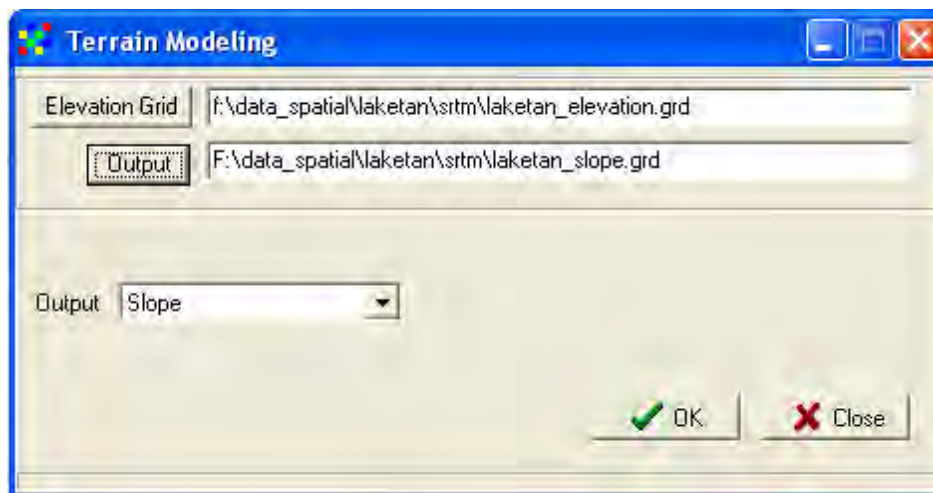 Terrain Modeling
Elevation Grid f:\data_spatial\laketan\srtm\laketan_elevation.grd
Output F:\data_spatial\laketan\srtm\laketan_slope.grd
Output Slope
OK Close